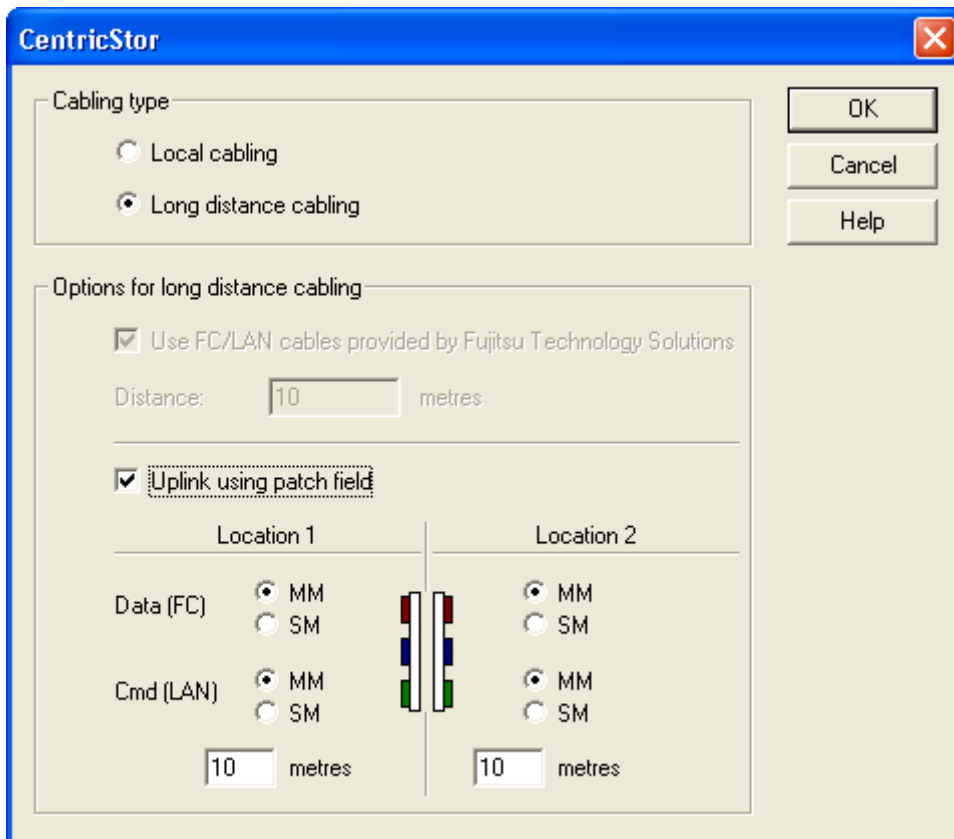 CentricStor
Cabling type
Local cabling
Long distance cabling
OK
Cancel
Help
Options for long distance cabling
Use FC/LAN cables provided by Fujitsu Technology Solutions
Distance: 10 metres
Uplink using patch field
Location 1 Location 2
Data (FC) MM MM
SM SM
Cmd (LAN) MM MM
SM SM
10 metres 10 metres